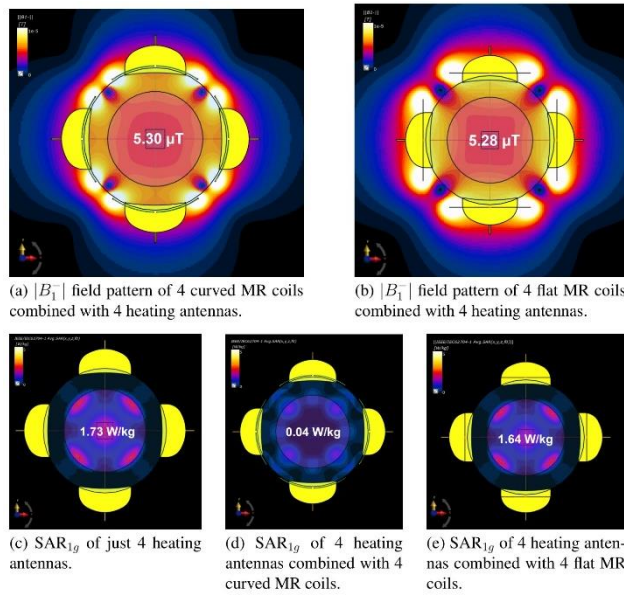 5.30 µT
5.28 µT
(a) |B₁⁻| field pattern of 4 curved MR coils
combined with 4 heating antennas.
(b) |B₁⁻| field pattern of 4 flat MR coils
combined with 4 heating antennas.
1.73 W/kg
0.04 W/kg
1.64 W/kg
(c) SAR₁g of just 4 heating
antennas.
(d) SAR₁g of 4 heating
antennas combined with 4
curved MR coils.
(e) SAR₁g of 4 heating anten-
nas combined with 4 flat MR
coils.